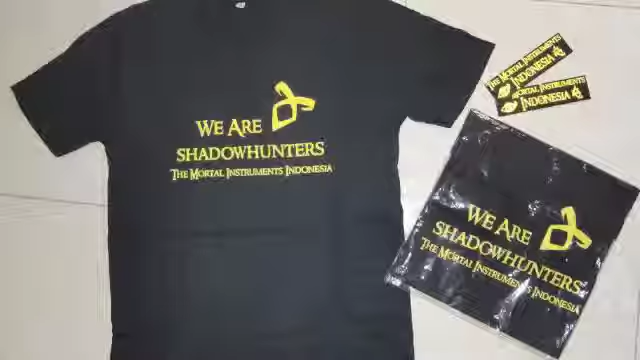 WE ARE
SHADOWHUNTERS
THE MORTAL INSTRUMENTS INDONESIA
THE MORTAL INSTRUMENTS
INDONESIA
MORTAL INSTRUMENTS
INDONESIA
WE ARE
SHADOWHUNTERS
THE MORTAL INSTRUMENTS INDONESIA